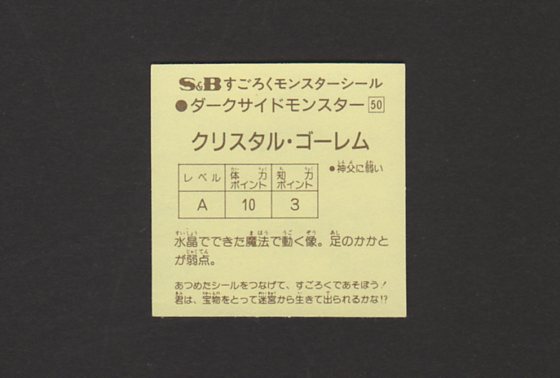 S&Bすごろくモンスターシール
●ダークサイドモンスター 50
クリスタル・ゴーレム
●神父に弱い
レベル 体力ポイント 知力ポイント
A 10 3
水晶でできた魔法で動く像。足のかかと
が弱点。
あつめたシールをつなげて、すごろくであそぼう！
君は、宝物をとって迷宮から生きて出られるかな!?